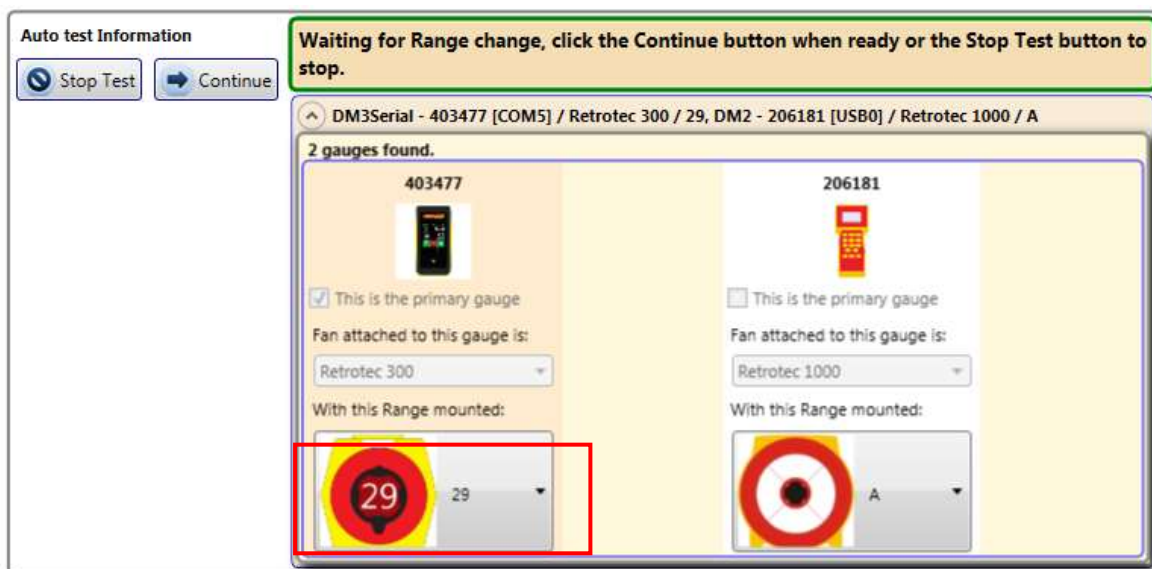 Auto test Information
Stop Test
Continue
Waiting for Range change, click the Continue button when ready or the Stop Test button to
stop.
DM3Serial - 403477 [COM5] / Retrotec 300 / 29, DM2 - 206181 [USB0] / Retrotec 1000 / A
2 gauges found.
403477
This is the primary gauge
Fan attached to this gauge is:
Retrotec 300
With this Range mounted:
29
29
206181
This is the primary gauge
Fan attached to this gauge is:
Retrotec 1000
With this Range mounted:
A